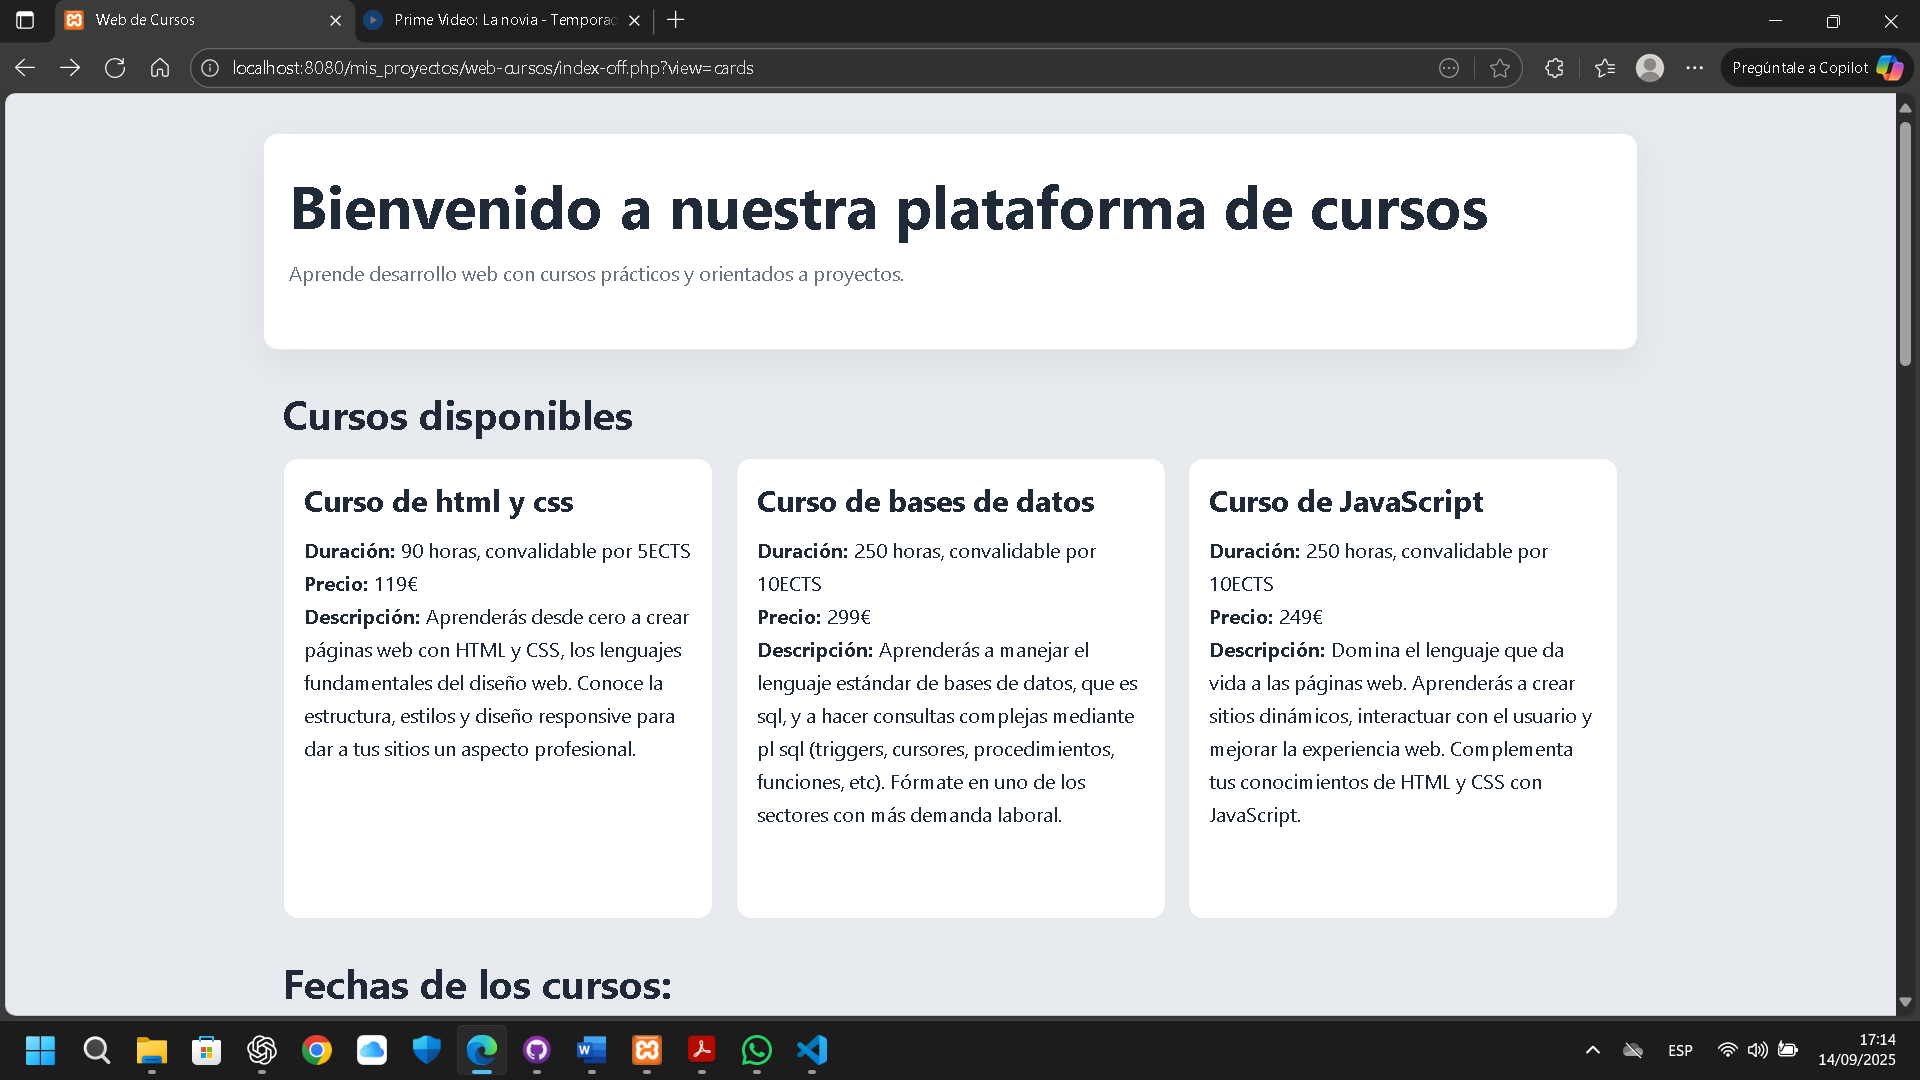 Web de Cursos
Prime Video: La novia - Temporad
localhost:8080/mis_proyectos/web-cursos/index-off.php?view=cards
Pregúntale a Copilot
Bienvenido a nuestra plataforma de cursos
Aprende desarrollo web con cursos prácticos y orientados a proyectos.
Cursos disponibles
Curso de html y css
Duración: 90 horas, convalidable por 5ECTS
Precio: 119€
Descripción: Aprenderás desde cero a crear
páginas web con HTML y CSS, los lenguajes
fundamentales del diseño web. Conoce la
estructura, estilos y diseño responsive para
dar a tus sitios un aspecto profesional.
Curso de bases de datos
Duración: 250 horas, convalidable por
10ECTS
Precio: 299€
Descripción: Aprenderás a manejar el
lenguaje estándar de bases de datos, que es
sql, y a hacer consultas complejas mediante
pl sql (triggers, cursores, procedimientos,
funciones, etc). Fórmate en uno de los
sectores con más demanda laboral.
Curso de JavaScript
Duración: 250 horas, convalidable por
10ECTS
Precio: 249€
Descripción: Domina el lenguaje que da
vida a las páginas web. Aprenderás a crear
sitios dinámicos, interactuar con el usuario y
mejorar la experiencia web. Complementa
tus conocimientos de HTML y CSS con
JavaScript.
Fechas de los cursos:
ESP
17:14
14/09/2025